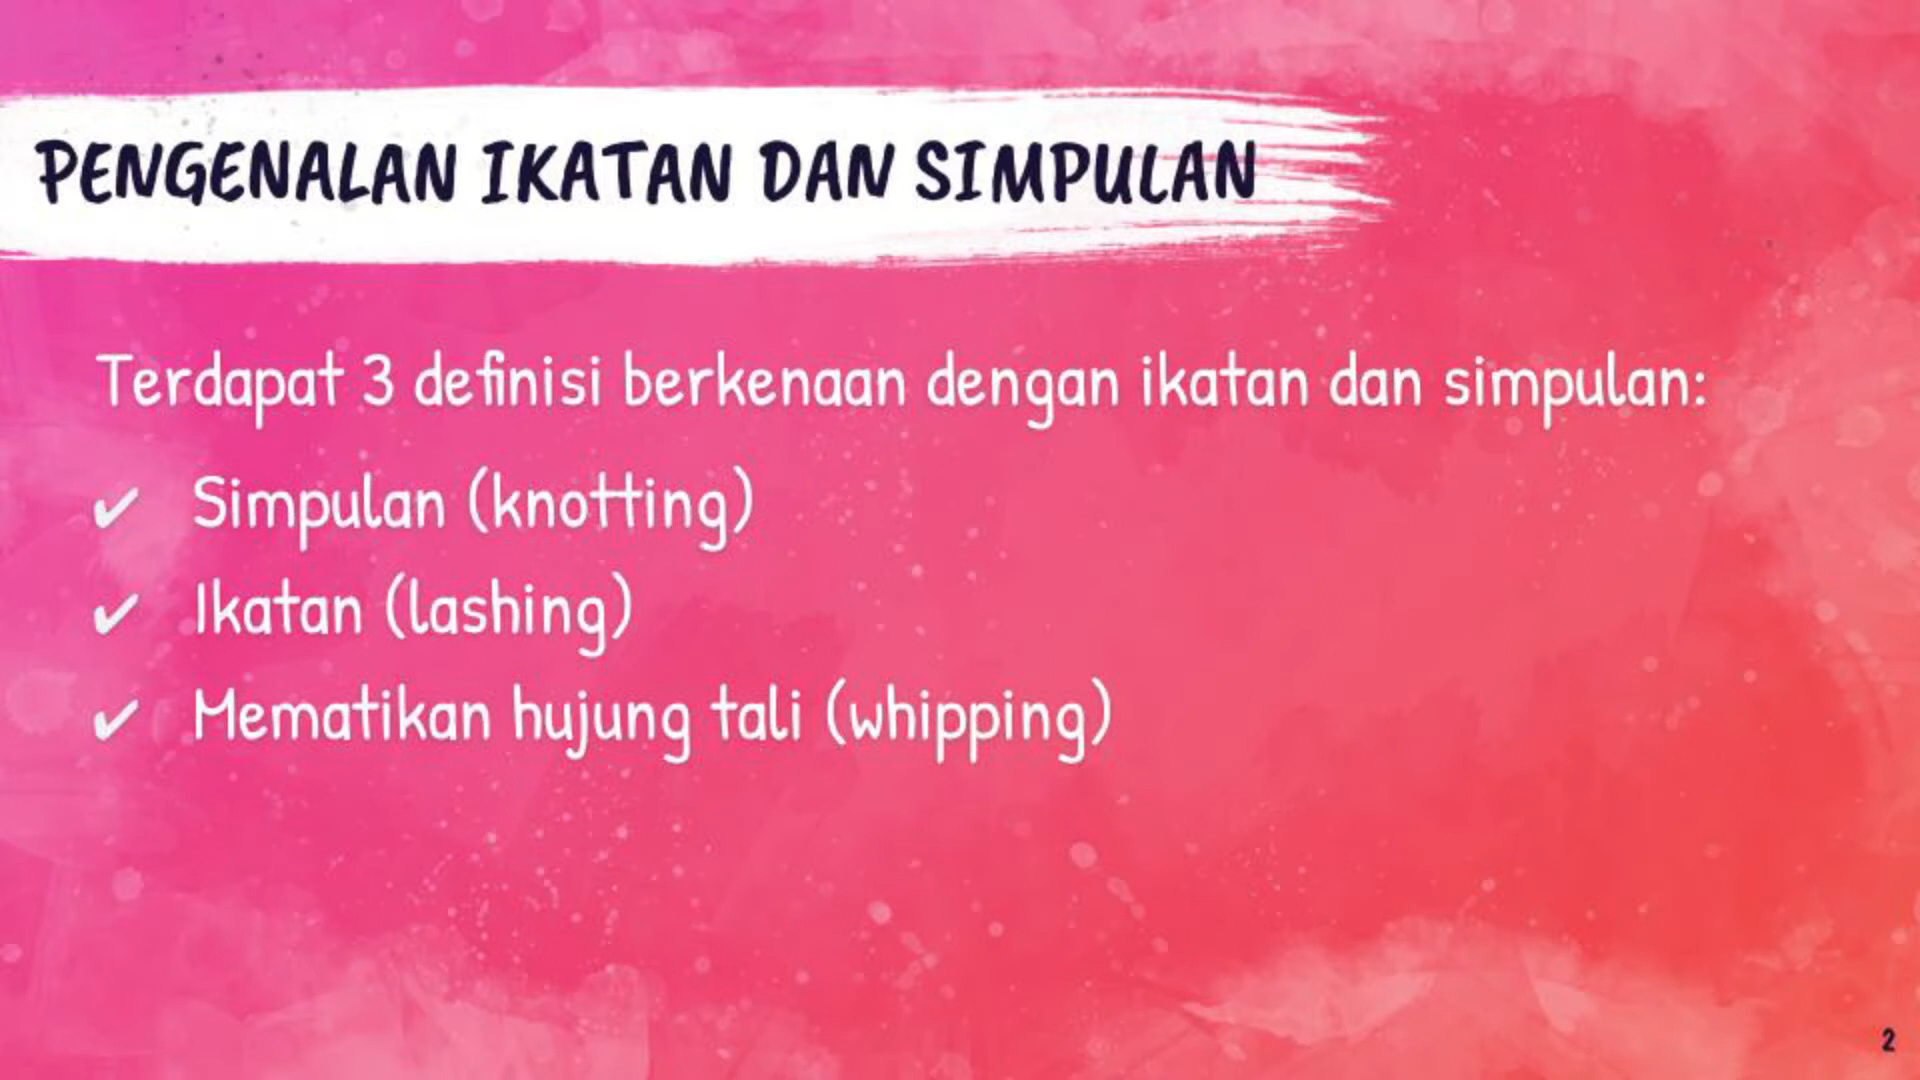 PENGENALAN IKATAN DAN SIMPULAN
Terdapat 3 definisi berkenaan dengan ikatan dan simpulan:
✔ Simpulan (knotting)
✔ Ikatan (lashing)
✔ Mematikan hujung tali (whipping)
2